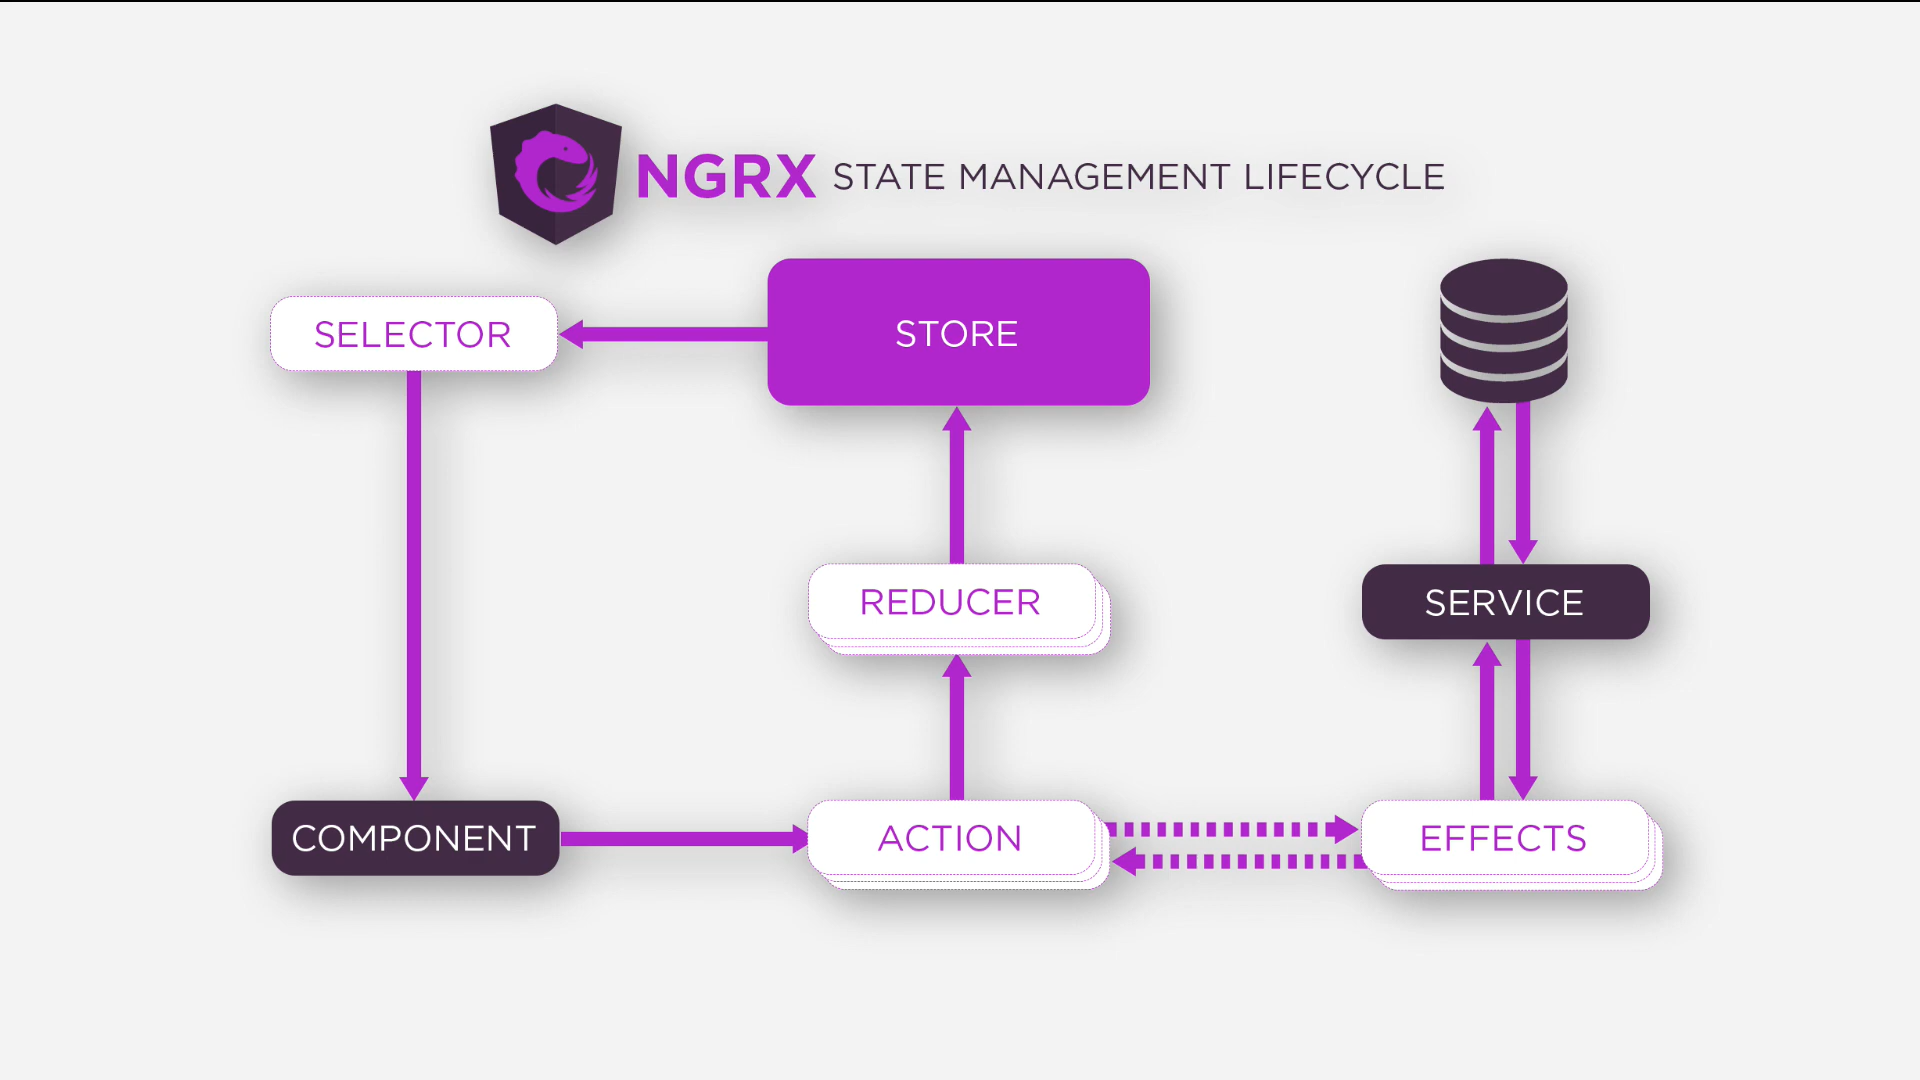 NGRX STATE MANAGEMENT LIFECYCLE
SELECTOR
STORE
REDUCER
SERVICE
COMPONENT
ACTION
EFFECTS